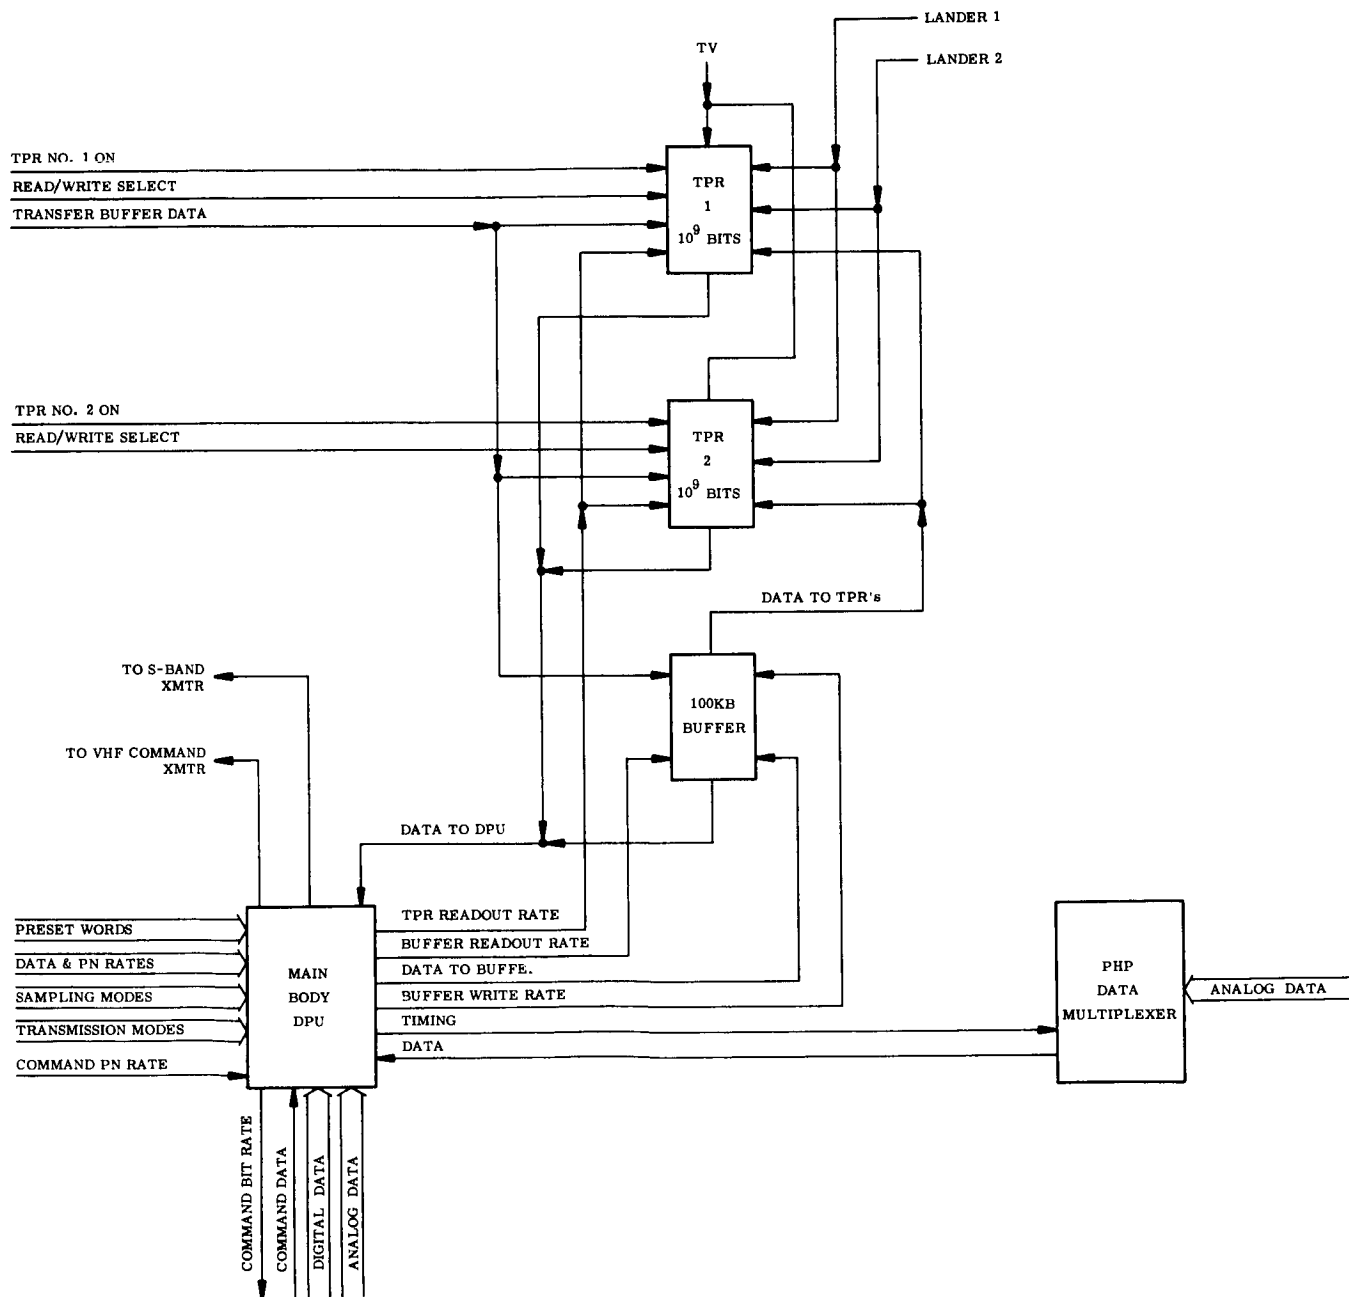 LANDER 1
TV
LANDER 2
TPR NO. 1 ON
READ/WRITE SELECT
TRANSFER BUFFER DATA
TPR
1
10⁹ BITS
TPR NO. 2 ON
READ/WRITE SELECT
TPR
2
10⁹ BITS
DATA TO TPR's
TO S-BAND
XMTR
100KB
BUFFER
TO VHF COMMAND
XMTR
DATA TO DPU
PRESET WORDS
DATA & PN RATES
SAMPLING MODES
TRANSMISSION MODES
COMMAND PN RATE
MAIN
BODY
DPU
TPR READOUT RATE
BUFFER READOUT RATE
DATA TO BUFFE.
BUFFER WRITE RATE
TIMING
DATA
PHP
DATA
MULTIPLEXER
ANALOG DATA
COMMAND BIT RATE
COMMAND DATA
DIGITAL DATA
ANALOG DATA